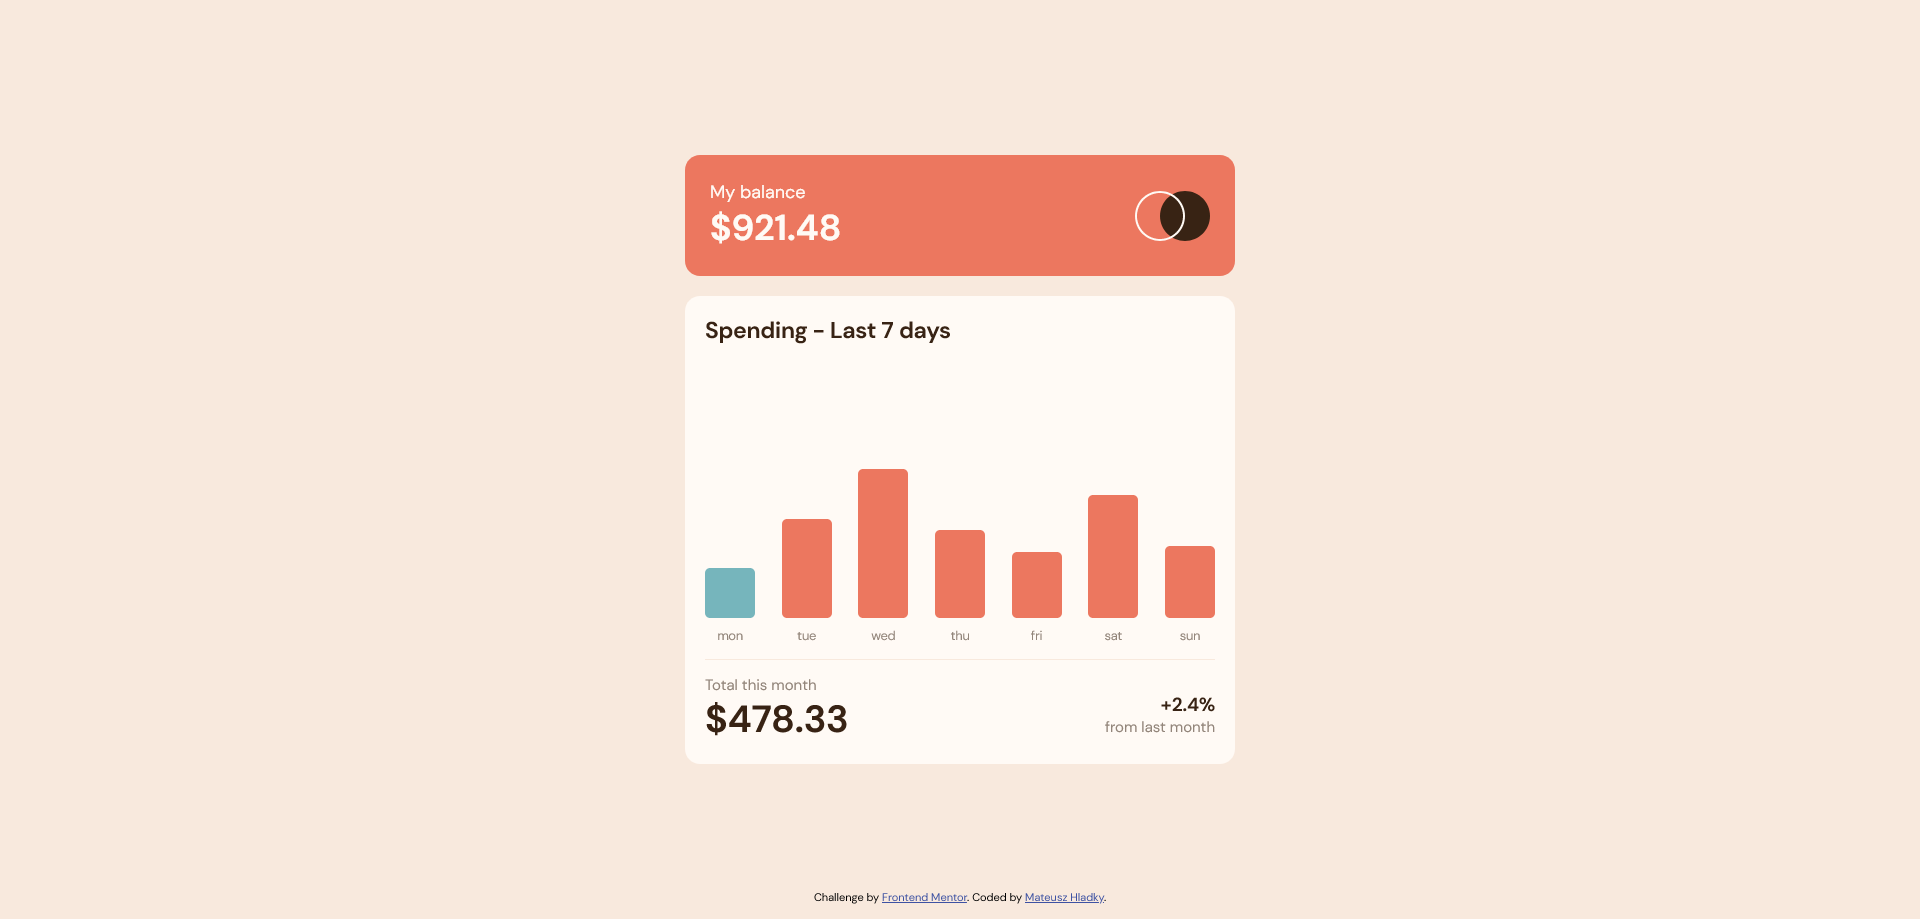 My balance
$921.48
Spending - Last 7 days
mon tue wed thu fri sat sun
Total this month
$478.33
+2.4%
from last month
Challenge by Frontend Mentor. Coded by Mateusz Hladky.